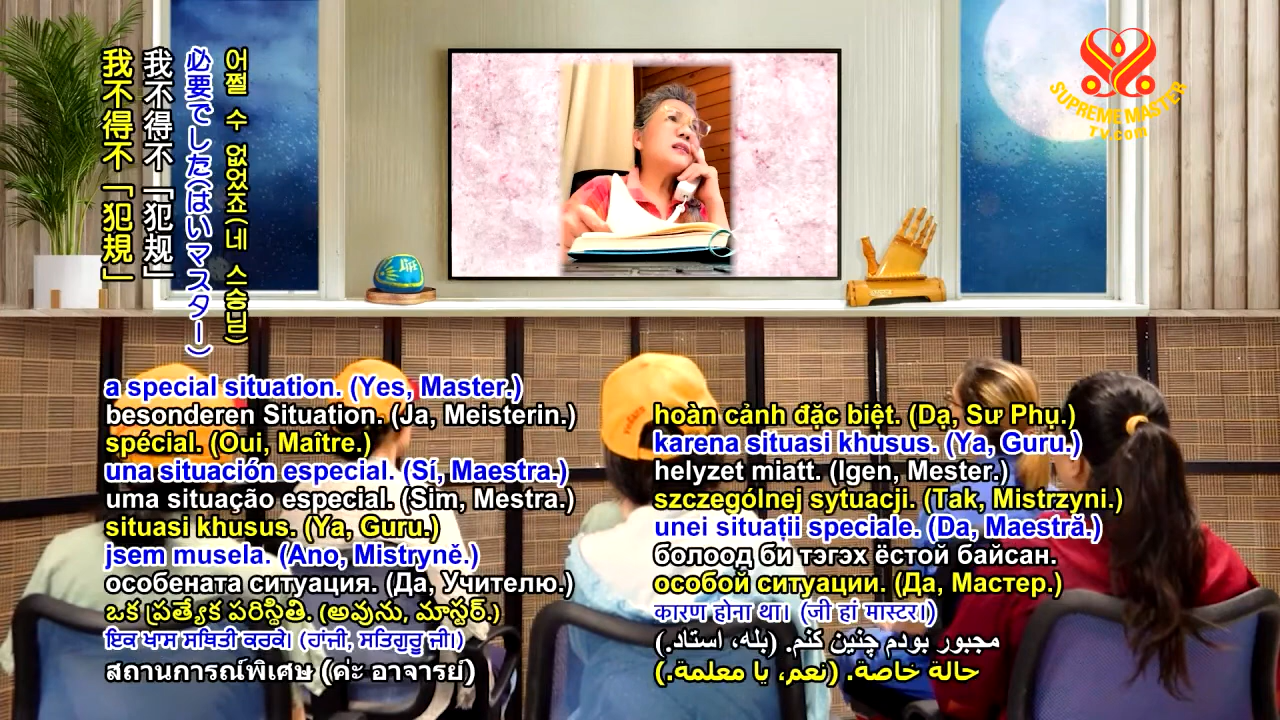 어쩔 수 없었죠(네 스승님)
必要でした(はいマスター)
我不得不「犯规」
我不得不「犯規」
SUPREME MASTER
TV.com
LIFE
a special situation. (Yes, Master.)
besonderen Situation. (Ja, Meisterin.)
spécial. (Oui, Maître.)
una situación especial. (Sí, Maestra.)
uma situação especial. (Sim, Mestra.)
situasi khusus. (Ya, Guru.)
jsem musela. (Ano, Mistryně.)
особената ситуация. (Да, Учителю.)
ఒక ప్రత్యేక పరిస్థితి. (అవును, మాస్టర్.)
ਇਕ ਖਾਸ ਸਥਿਤੀ ਕਰਕੇ। (ਹਾਂਜੀ, ਸਤਿਗੁਰੂ ਜੀ।)
สถานการณ์พิเศษ (ค่ะ อาจารย์)
hoàn cảnh đặc biệt. (Dạ, Sư Phụ.)
karena situasi khusus. (Ya, Guru.)
helyzet miatt. (Igen, Mester.)
szczególnej sytuacji. (Tak, Mistrzyni.)
unei situații speciale. (Da, Maestră.)
болоод би тэгэх ёстой байсан.
особой ситуации. (Да, Мастер.)
कारण होना था। (जी हां मास्टर।)
مجبور بودم چنین کنم. (بله، استاد.)
حالة خاصة. (نعم، يا معلمة.)